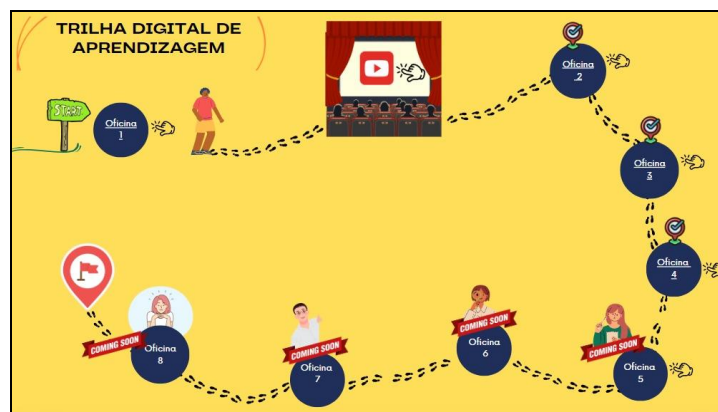 TRILHA DIGITAL DE
APRENDIZAGEM
START
Oficina
1
Oficina
2
Oficina
3
Oficina
4
COMING SOON
Oficina
5
COMING SOON
Oficina
6
COMING SOON
Oficina
7
COMING SOON
Oficina
8